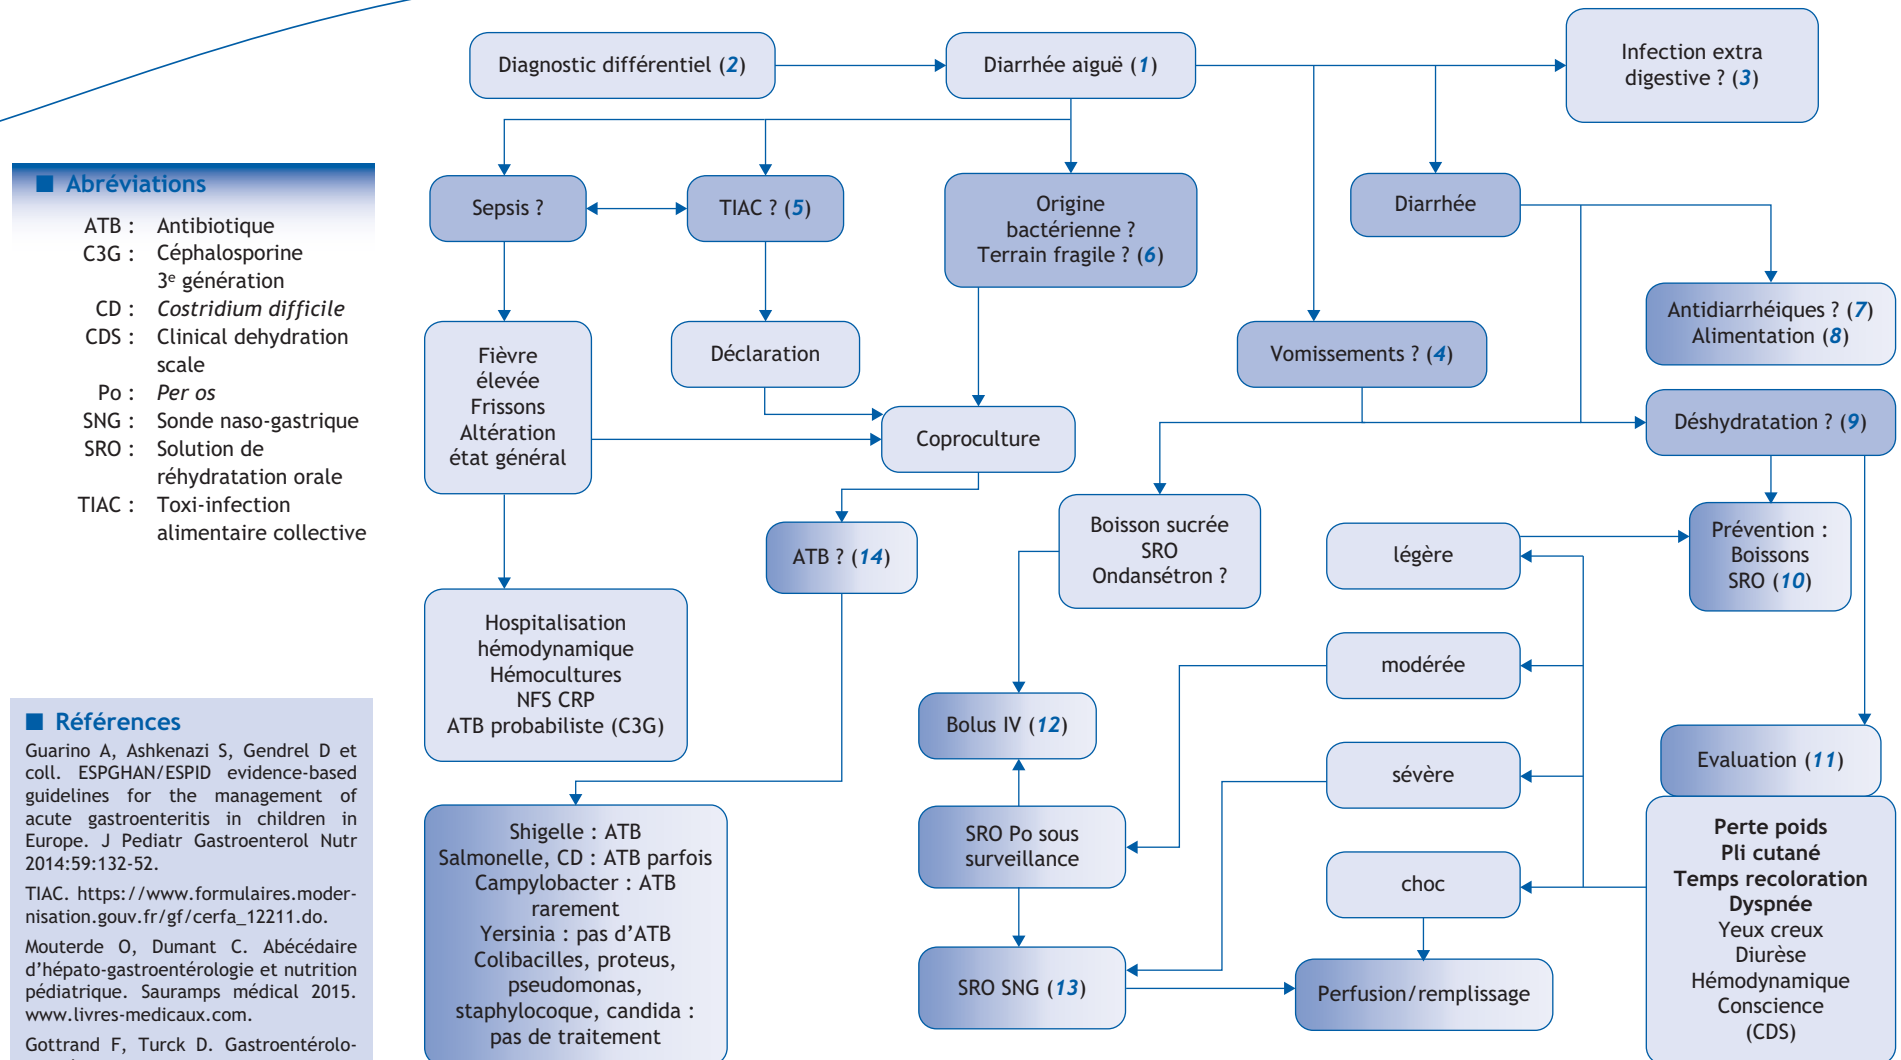 Diagnostic différentiel (2)
Diarrhée aiguë (1)
Infection extra
digestive ? (3)
■ Abréviations
ATB : Antibiotique
C3G : Céphalosporine
3e génération
CD : Costridium difficile
CDS : Clinical dehydration
scale
Po : Per os
SNG : Sonde naso-gastrique
SRO : Solution de
réhydratation orale
TIAC : Toxi-infection
alimentaire collective
Sepsis ?
TIAC ? (5)
Origine
bactérienne ?
Terrain fragile ? (6)
Diarrhée
Antidiarrhéiques ? (7)
Alimentation (8)
Fièvre
élevée
Frissons
Altération
état général
Déclaration
Vomissements ? (4)
Coproculture
Déshydratation ? (9)
ATB ? (14)
Boisson sucrée
SRO
Ondansétron ?
légère
Prévention :
Boissons
SRO (10)
Hospitalisation
hémodynamique
Hémocultures
NFS CRP
ATB probabiliste (C3G)
modérée
Bolus IV (12)
sévère
Evaluation (11)
SRO Po sous
surveillance
choc
Perte poids
Pli cutané
Temps recoloration
Dyspnée
Yeux creux
Diurèse
Hémodynamique
Conscience
(CDS)
Shigelle : ATB
Salmonelle, CD : ATB parfois
Campylobacter : ATB
rarement
Yersinia : pas d'ATB
Colibacilles, proteus,
pseudomonas,
staphylocoque, candida :
pas de traitement
SRO SNG (13)
Perfusion/remplissage
■ Références
Guarino A, Ashkenazi S, Gendrel D et
coll. ESPGHAN/ESPID evidence-based
guidelines for the management of
acute gastroenteritis in children in
Europe. J Pediatr Gastroenterol Nutr
2014:59:132-52.
TIAC. https://www.formulaires.moder-
nisation.gouv.fr/gf/cerfa_12211.do.
Mouterde O, Dumant C. Abécédaire
d'hépato-gastroentérologie et nutrition
pédiatrique. Sauramps médical 2015.
www.livres-medicaux.com.
Gottrand F, Turck D. Gastroentérolo-